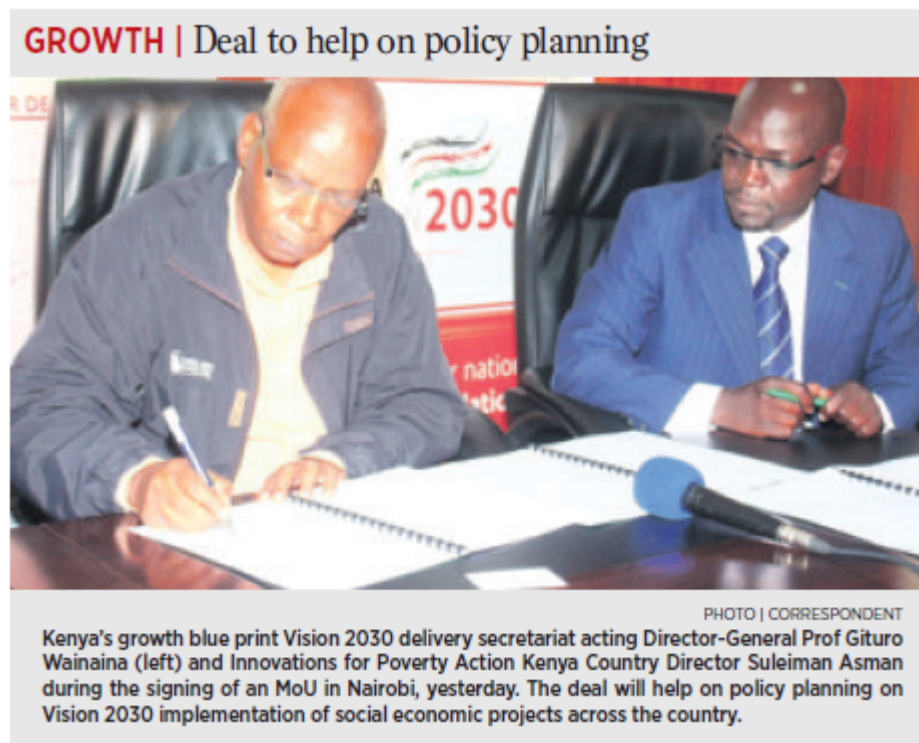 GROWTH | Deal to help on policy planning
R DE
2030
r nation
PHOTO | CORRESPONDENT
Kenya's growth blue print Vision 2030 delivery secretariat acting Director-General Prof Gituro
Wainaina (left) and Innovations for Poverty Action Kenya Country Director Suleiman Asman
during the signing of an MoU in Nairobi, yesterday. The deal will help on policy planning on
Vision 2030 implementation of social economic projects across the country.